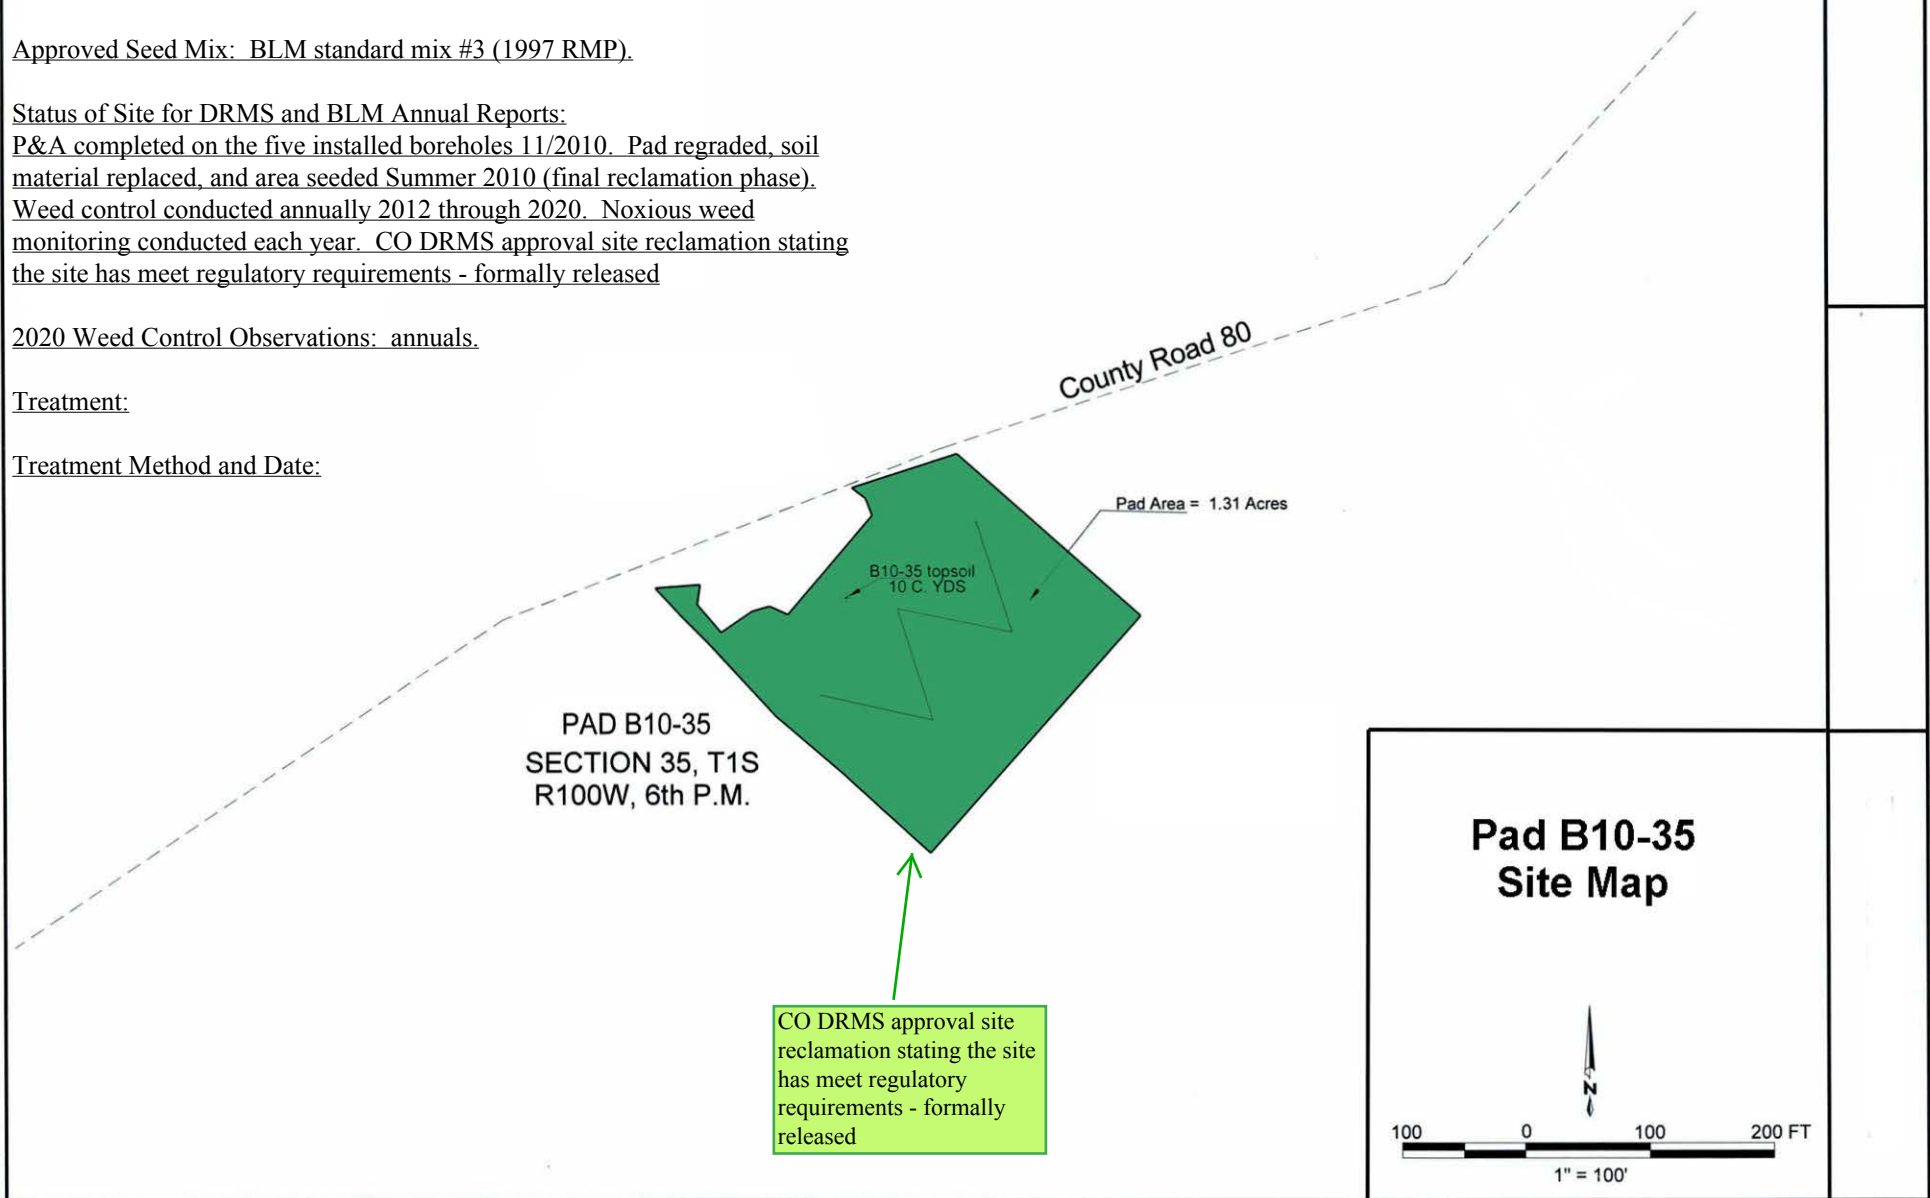 Approved Seed Mix: BLM standard mix #3 (1997 RMP).
Status of Site for DRMS and BLM Annual Reports:
P&A completed on the five installed boreholes 11/2010. Pad regraded, soil
material replaced, and area seeded Summer 2010 (final reclamation phase).
Weed control conducted annually 2012 through 2020. Noxious weed
monitoring conducted each year. CO DRMS approval site reclamation stating
the site has meet regulatory requirements - formally released
2020 Weed Control Observations: annuals.
Treatment:
Treatment Method and Date:
County Road 80
Pad Area = 1.31 Acres
B10-35 topsoil
10 C. YDS
PAD B10-35
SECTION 35, T1S
R100W, 6th P.M.
CO DRMS approval site
reclamation stating the site
has meet regulatory
requirements - formally
released
Pad B10-35
Site Map
N
100 0 100 200 FT
1" = 100'